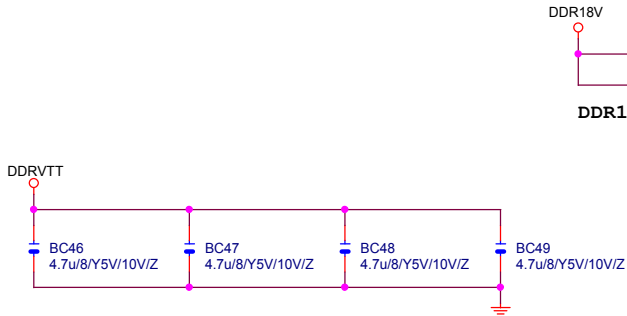 DDR18V
DDR1
DDRVTT
BC46
4.7u/8/Y5V/10V/Z
BC47
4.7u/8/Y5V/10V/Z
BC48
4.7u/8/Y5V/10V/Z
BC49
4.7u/8/Y5V/10V/Z